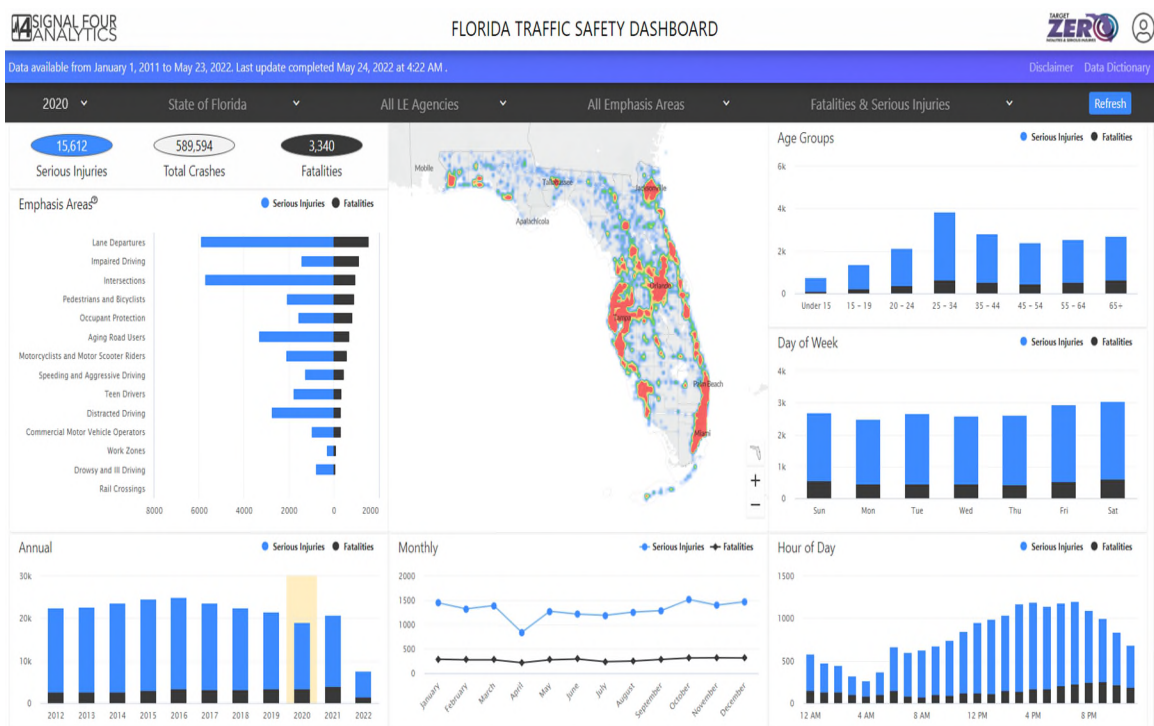 SIGNAL FOUR
ANALYTICS
FLORIDA TRAFFIC SAFETY DASHBOARD
TARGET
ZERO
FATALITIES & SERIOUS INJURIES
Data available from January 1, 2011 to May 23, 2022. Last update completed May 24, 2022 at 4:22 AM .
Disclaimer Data Dictionary
2020 State of Florida All LE Agencies All Emphasis Areas Fatalities & Serious Injuries Refresh
15,612 589,594 3,340
Serious Injuries Total Crashes Fatalities
Emphasis Areas
Serious Injuries Fatalities
Lane Departures
Impaired Driving
Intersections
Pedestrians and Bicyclists
Occupant Protection
Aging Road Users
Motorcyclists and Motor Scooter Riders
Speeding and Aggressive Driving
Teen Drivers
Distracted Driving
Commercial Motor Vehicle Operators
Work Zones
Drowsy and Ill Driving
Rail Crossings
8000 6000 4000 2000 0 2000
Mobile
Tallahassee
Jacksonville
Apalachicola
Orlando
Tampa
Palm Beach
Miami
+
−
Age Groups
Serious Injuries Fatalities
6k
4k
2k
0
Under 15 15 – 19 20 – 24 25 – 34 35 – 44 45 – 54 55 – 64 65+
Day of Week
Serious Injuries Fatalities
4k
3k
2k
1k
0
Sun Mon Tue Wed Thu Fri Sat
Annual
Serious Injuries Fatalities
30k
20k
10k
0
2012 2013 2014 2015 2016 2017 2018 2019 2020 2021 2022
Monthly
Serious Injuries Fatalities
2000
1500
1000
500
0
January February March April May June July August September October November December
Hour of Day
Serious Injuries Fatalities
1500
1000
500
0
12 AM 4 AM 8 AM 12 PM 4 PM 8 PM